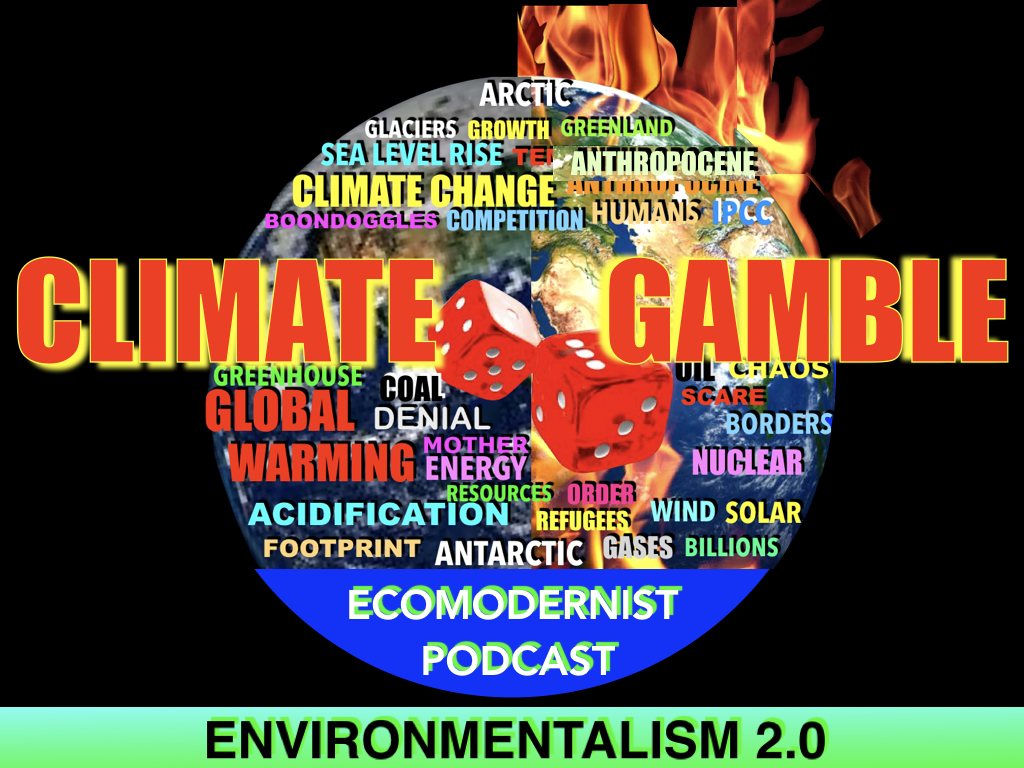 ARCTIC
GLACIERS GROWTH GREENLAND
SEA LEVEL RISE ANTHROPOCENE
CLIMATE CHANGE ANTHROPOCINE
BOONDOGGLES COMPETITION HUMANS IPCC
CLIMATE GAMBLE
GREENHOUSE COAL OIL CHAOS
GLOBAL DENIAL SCARE
BORDERS
WARMING MOTHER NUCLEAR
ENERGY
RESOURCES ORDER
ACIDIFICATION REFUGEES WIND SOLAR
FOOTPRINT ANTARCTIC GASES BILLIONS
ECOMODERNIST
PODCAST
ENVIRONMENTALISM 2.0